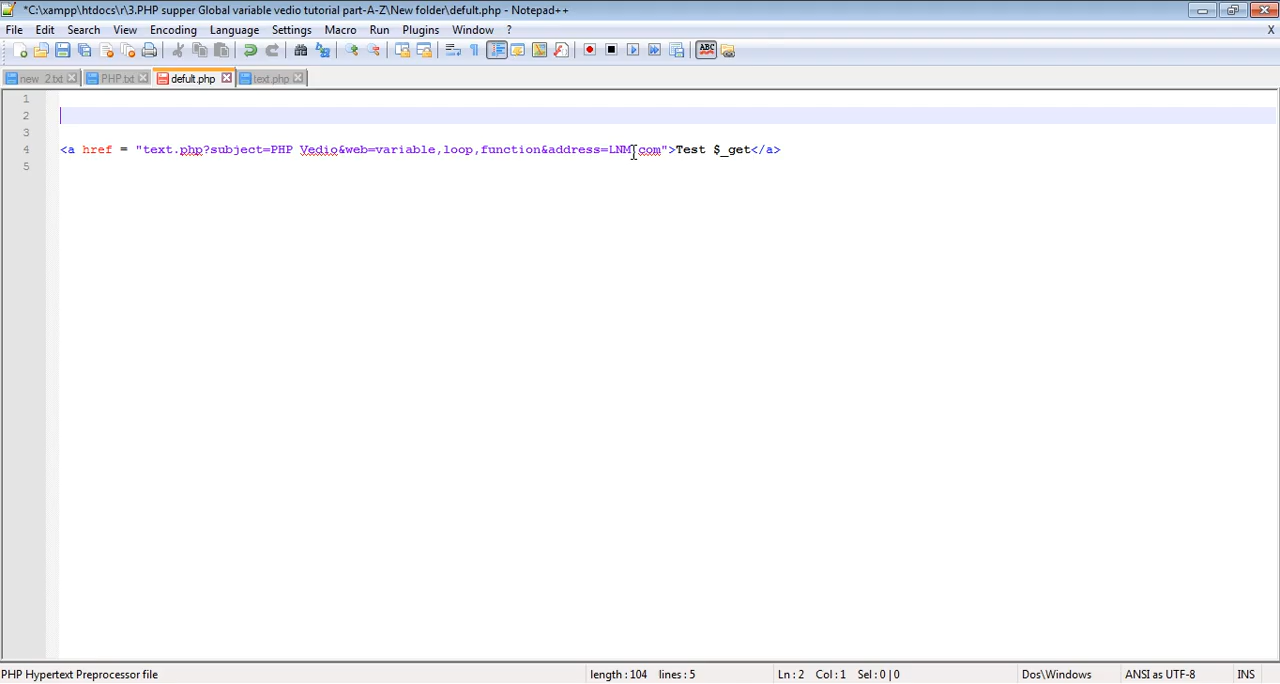 *C:\xampp\htdocs\r\3.PHP supper Global variable vedio tutorial part-A-Z\New folder\defult.php - Notepad++
File Edit Search View Encoding Language Settings Macro Run Plugins Window ? X
ABC
new 2.txt PHP.txt defult.php text.php
1
2
3
4 <a href = "text.php?subject=PHP Vedio&web=variable,loop,function&address=LNM.com">Test $_get</a>
5
PHP Hypertext Preprocessor file length : 104 lines : 5 Ln : 2 Col : 1 Sel : 0 | 0 Dos\Windows ANSI as UTF-8 INS